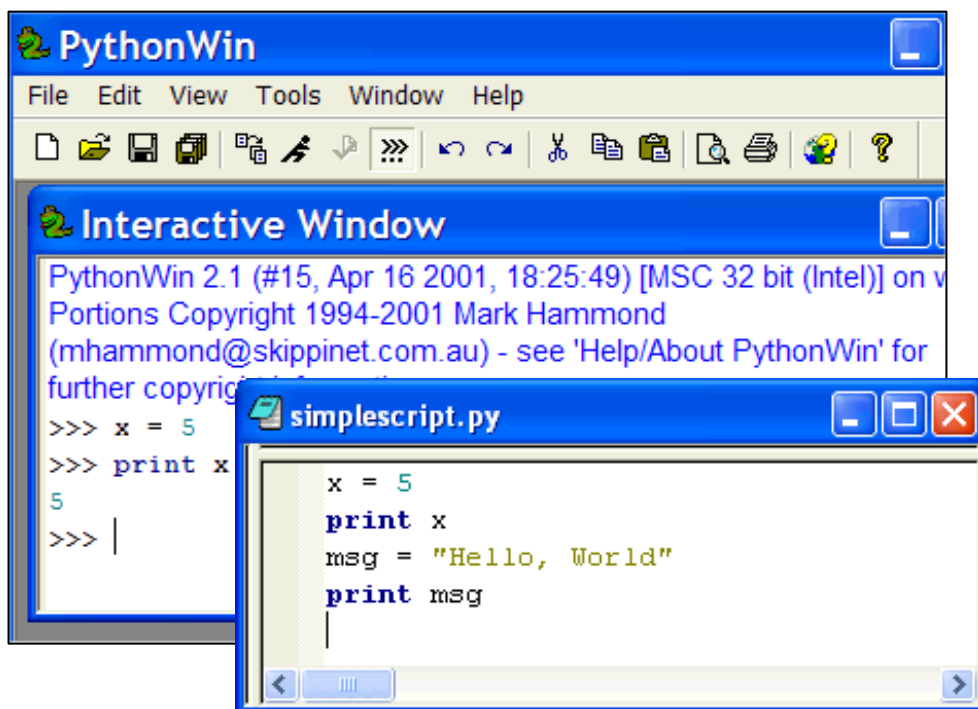 PythonWin
File Edit View Tools Window Help
Interactive Window
PythonWin 2.1 (#15, Apr 16 2001, 18:25:49) [MSC 32 bit (Intel)] on
Portions Copyright 1994-2001 Mark Hammond
(mhammond@skippinet.com.au) - see 'Help/About PythonWin' for
further
>>> x = 5
>>> print x
5
>>>
simplescript.py
x = 5
print x
msg = "Hello, World"
print msg